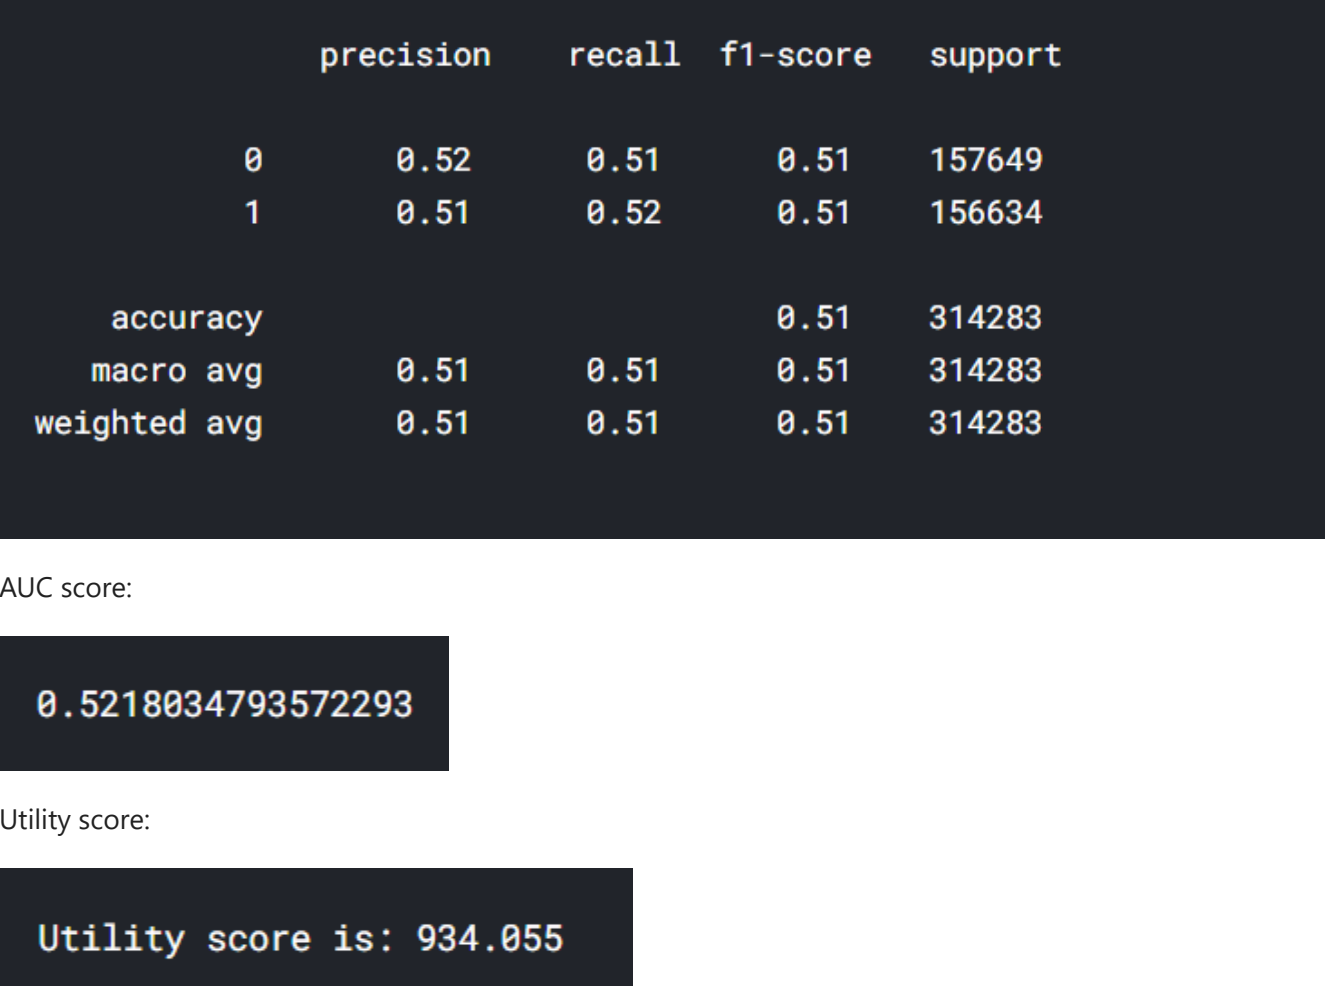 precision recall f1-score support
0 0.52 0.51 0.51 157649
1 0.51 0.52 0.51 156634
accuracy 0.51 314283
macro avg 0.51 0.51 0.51 314283
weighted avg 0.51 0.51 0.51 314283
AUC score:
0.5218034793572293
Utility score:
Utility score is: 934.055